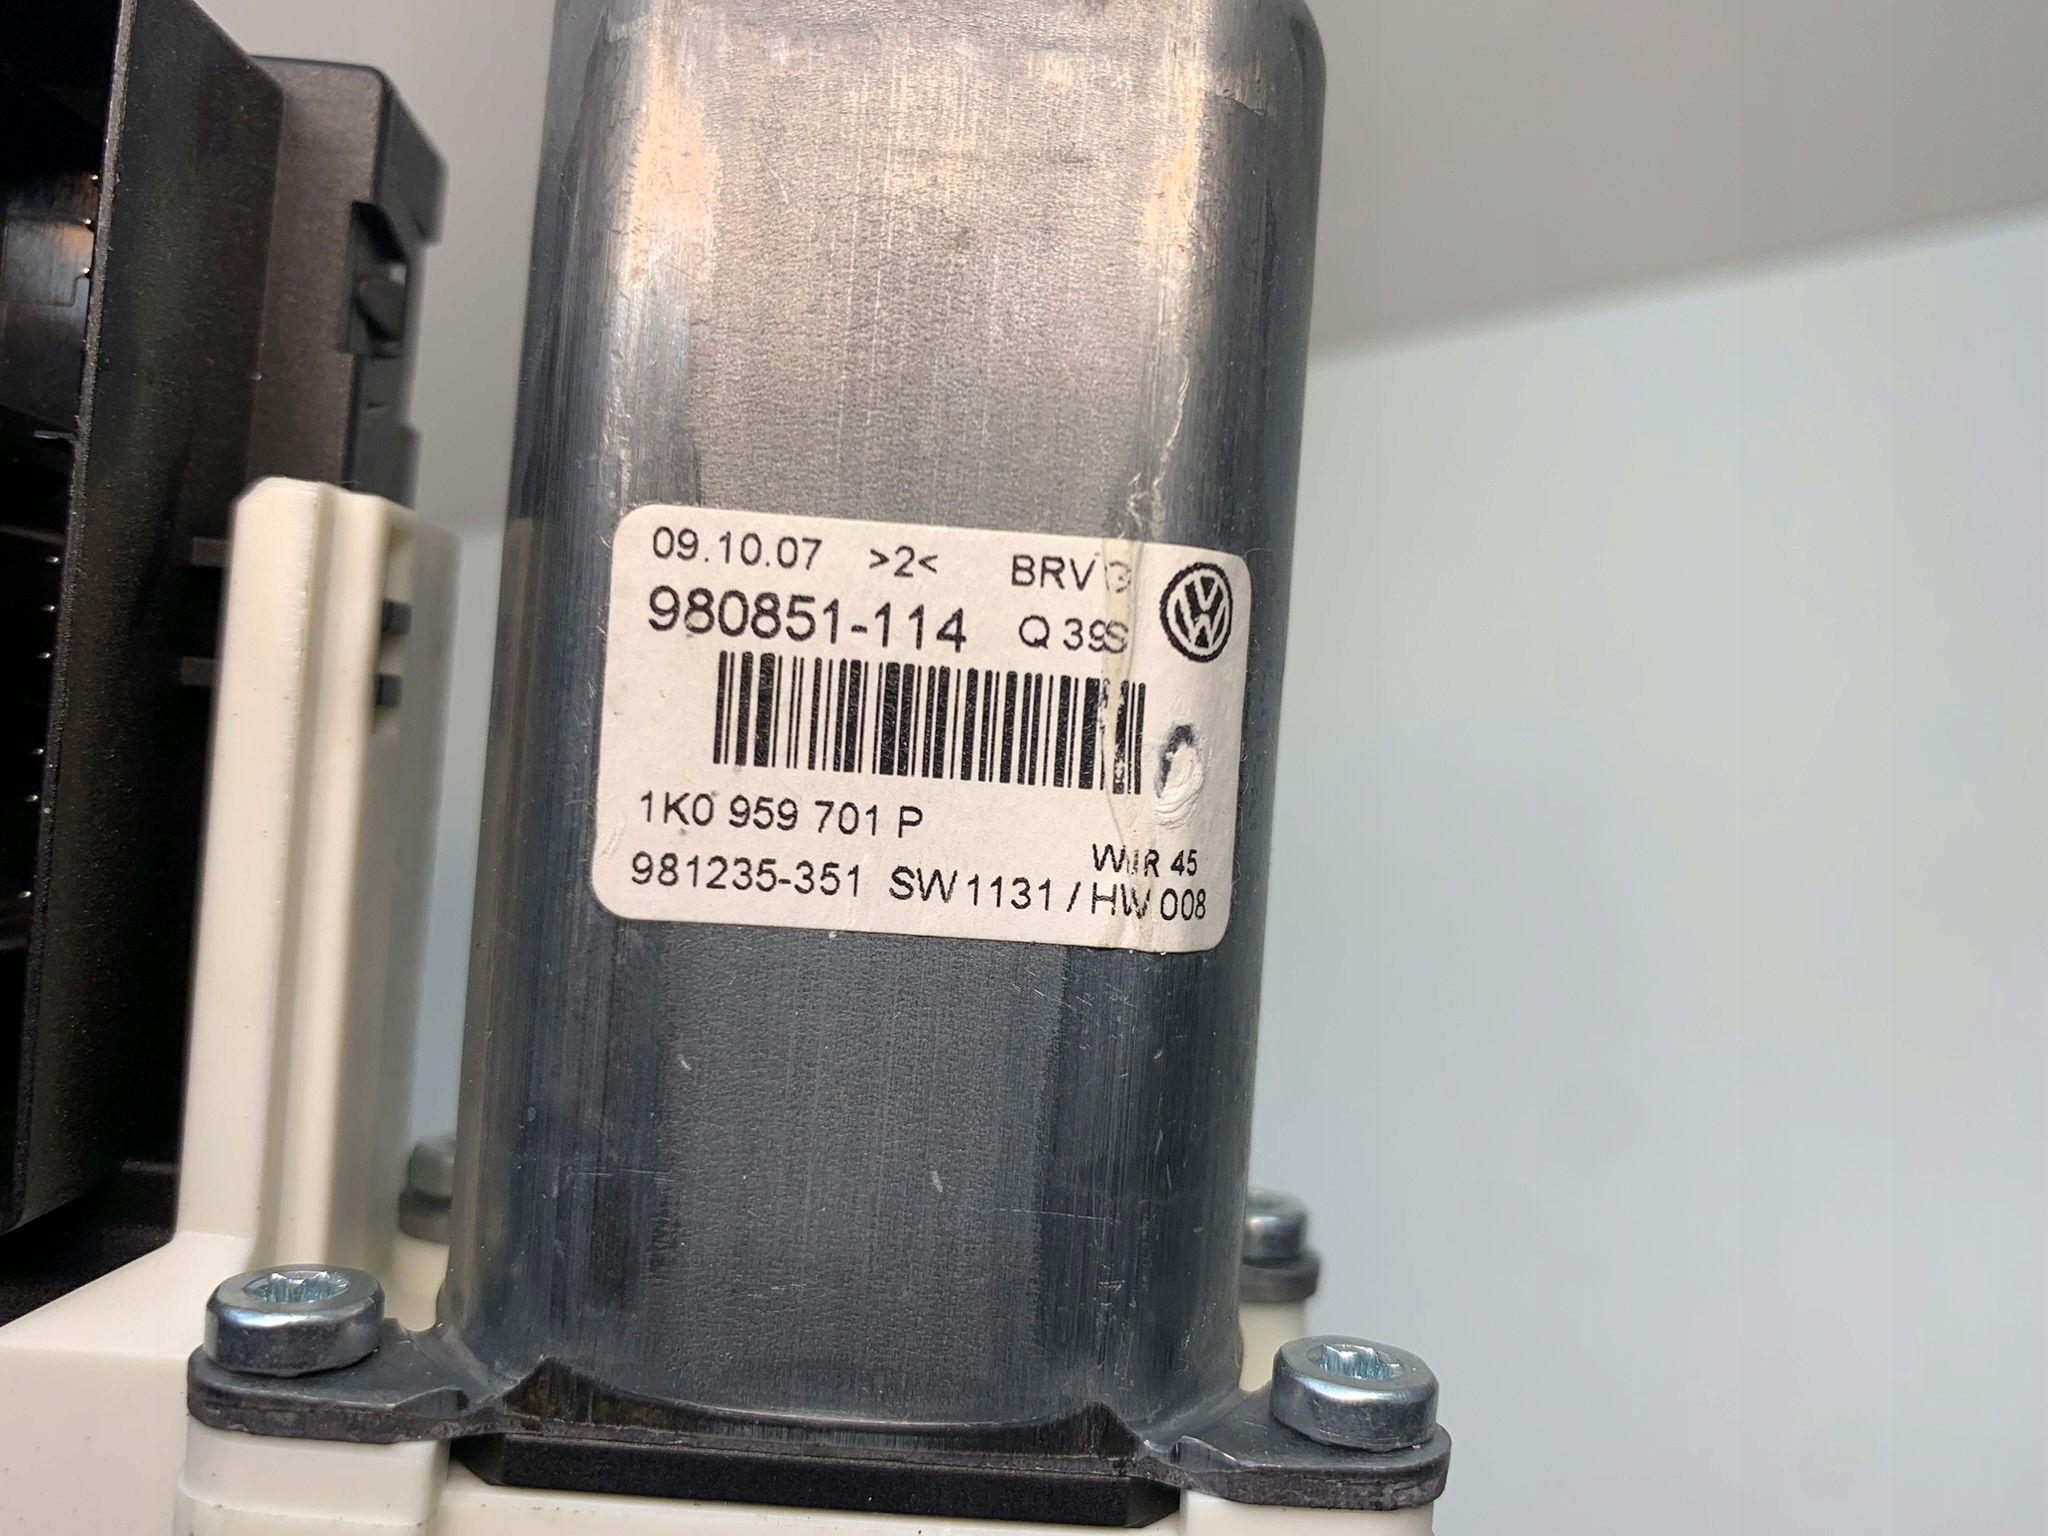 09.10.07 >2< BRV
980851-114 Q 39S
1K0 959 701 P
45
981235-351 SW1131 / HW 008